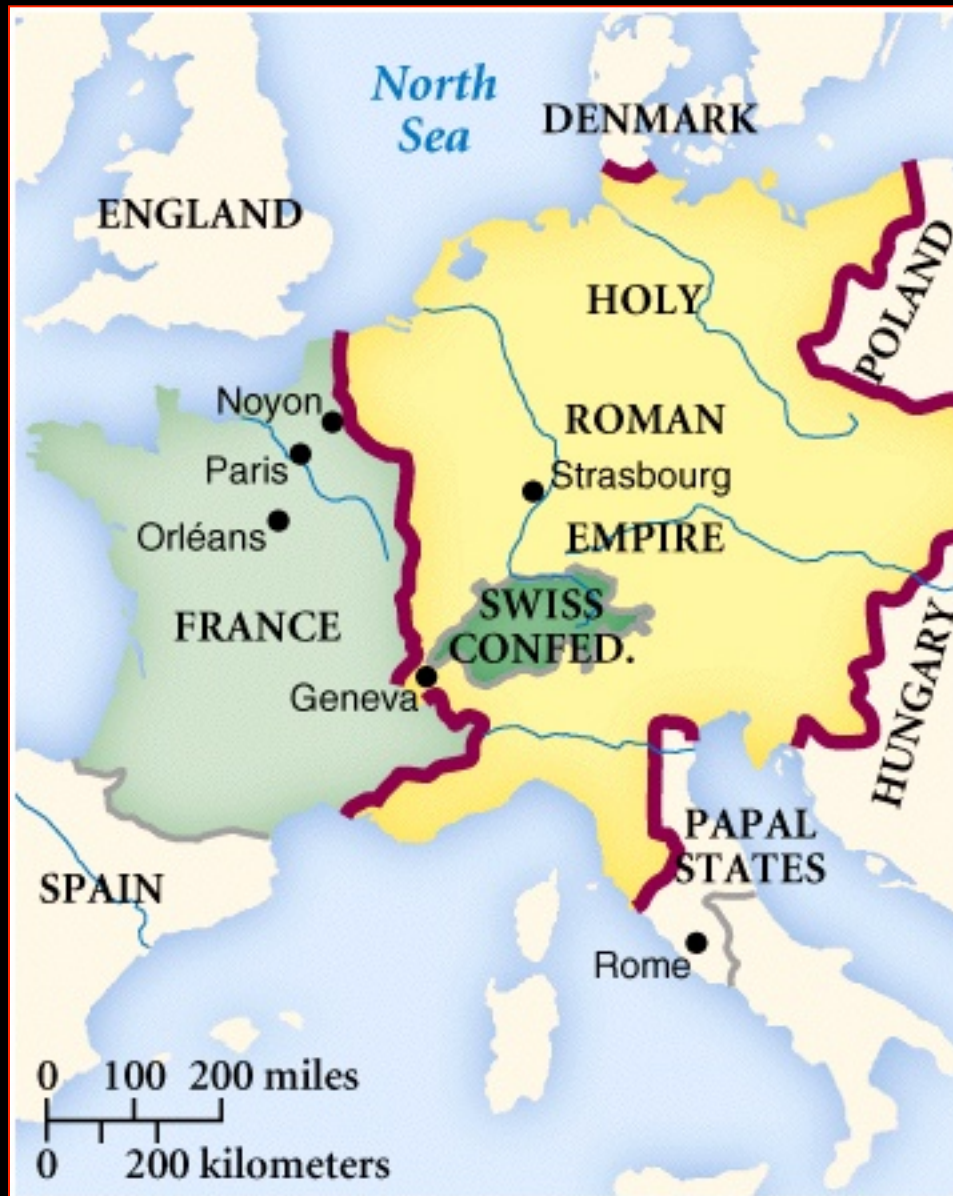 North
Sea
DENMARK
ENGLAND
HOLY
POLAND
Noyon
ROMAN
Paris
Strasbourg
Orléans
EMPIRE
SWISS
CONFED.
FRANCE
Geneva
HUNGARY
PAPAL
STATES
SPAIN
Rome
0 100 200 miles
0 200 kilometers